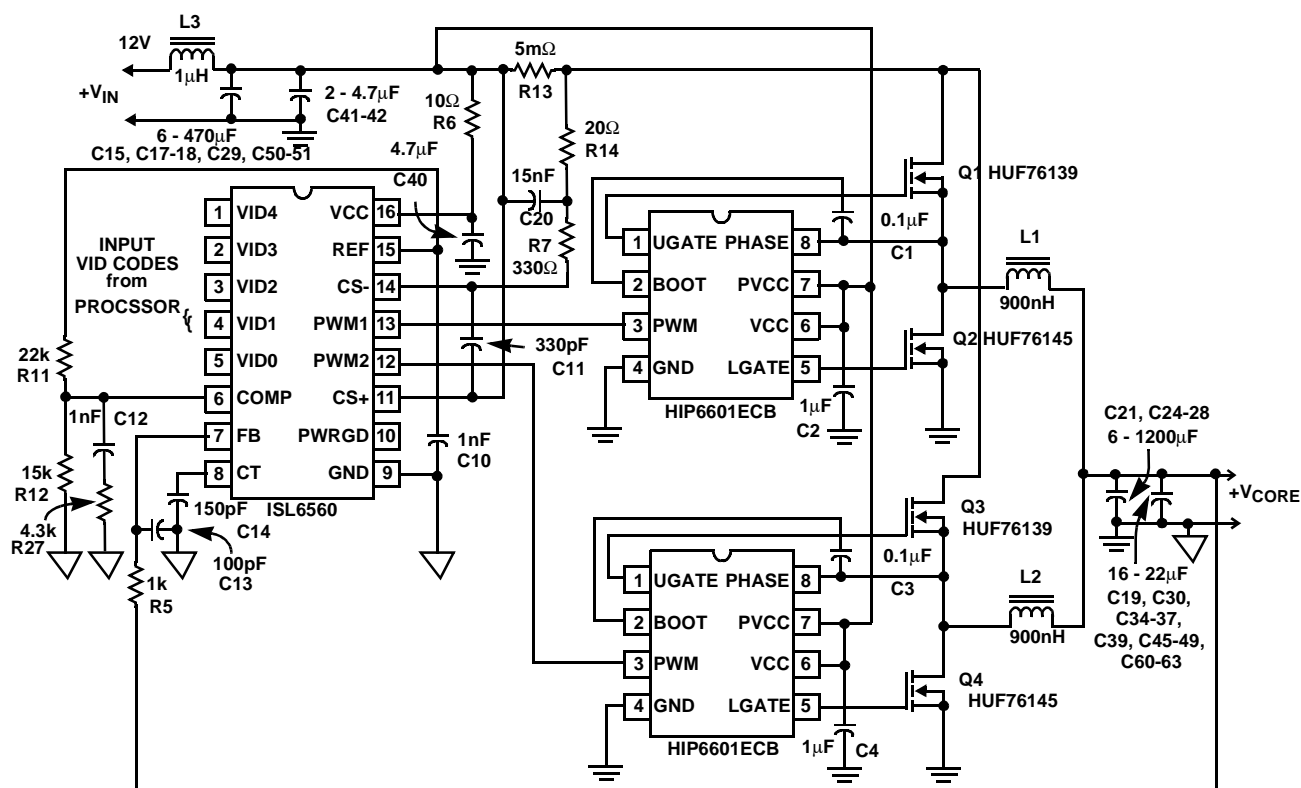 L3
12V
1μH
+VIN
6 - 470μF
C15, C17-18, C29, C50-51
2 - 4.7μF
C41-42
10Ω
R6
4.7μF
C40
5mΩ
R13
20Ω
R14
15nF
C20
R7
330Ω
INPUT
VID CODES
from
PROCSSOR {
1 VID4
2 VID3
3 VID2
4 VID1
5 VID0
6 COMP
7 FB
8 CT
VCC 16
REF 15
CS- 14
PWM1 13
PWM2 12
CS+ 11
PWRGD 10
GND 9
ISL6560
22k
R11
1nF C12
15k
R12
4.3k
R27
150pF
C14
100pF
C13
1k
R5
1nF
C10
330pF
C11
1 UGATE PHASE 8
2 BOOT PVCC 7
3 PWM VCC 6
4 GND LGATE 5
HIP6601ECB
0.1μF
C1
1μF
C2
Q1 HUF76139
Q2 HUF76145
L1
900nH
1 UGATE PHASE 8
2 BOOT PVCC 7
3 PWM VCC 6
4 GND LGATE 5
HIP6601ECB
0.1μF
C3
1μF C4
Q3
HUF76139
Q4
HUF76145
L2
900nH
C21, C24-28
6 - 1200μF
+VCORE
16 - 22μF
C19, C30,
C34-37,
C39, C45-49,
C60-63